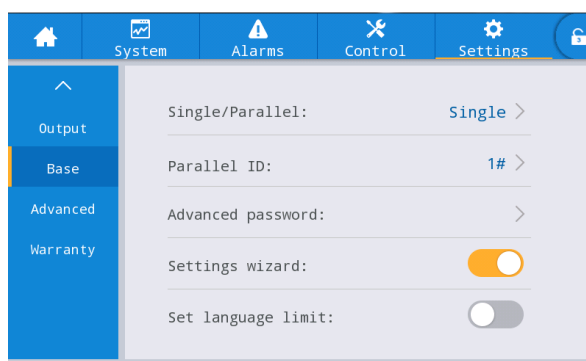 System Alarms Control Settings
Output
Base
Advanced
Warranty
Single/Parallel: Single
Parallel ID: 1#
Advanced password:
Settings wizard:
Set language limit: